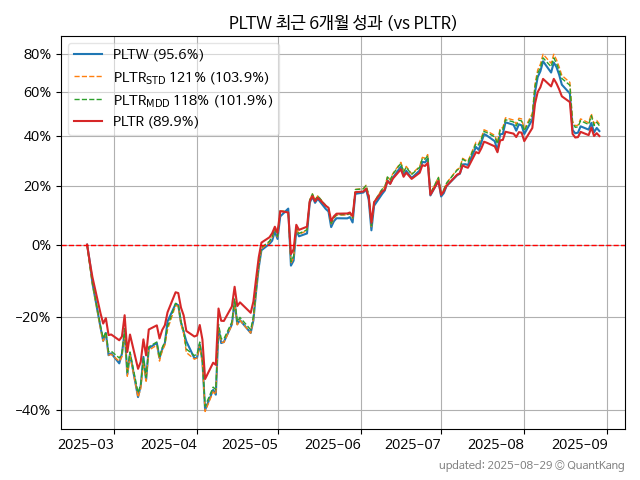 PLTW 최근 6개월 성과 (vs PLTR)
PLTW (95.6%)
PLTRSTD 121% (103.9%)
PLTRMDD 118% (101.9%)
PLTR (89.9%)
80%
60%
40%
20%
0%
−20%
−40%
2025-03 2025-04 2025-05 2025-06 2025-07 2025-08 2025-09
updated: 2025-08-29 © QuantKang